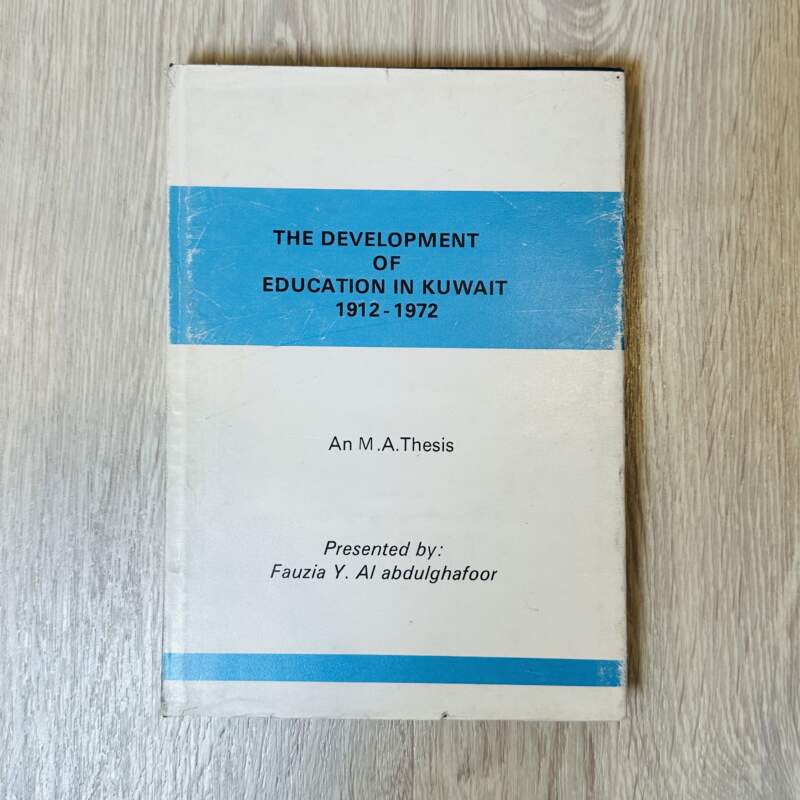 THE DEVELOPMENT
OF
EDUCATION IN KUWAIT
1912-1972
An M.A.Thesis
Presented by:
Fauzia Y. Al abdulghafoor